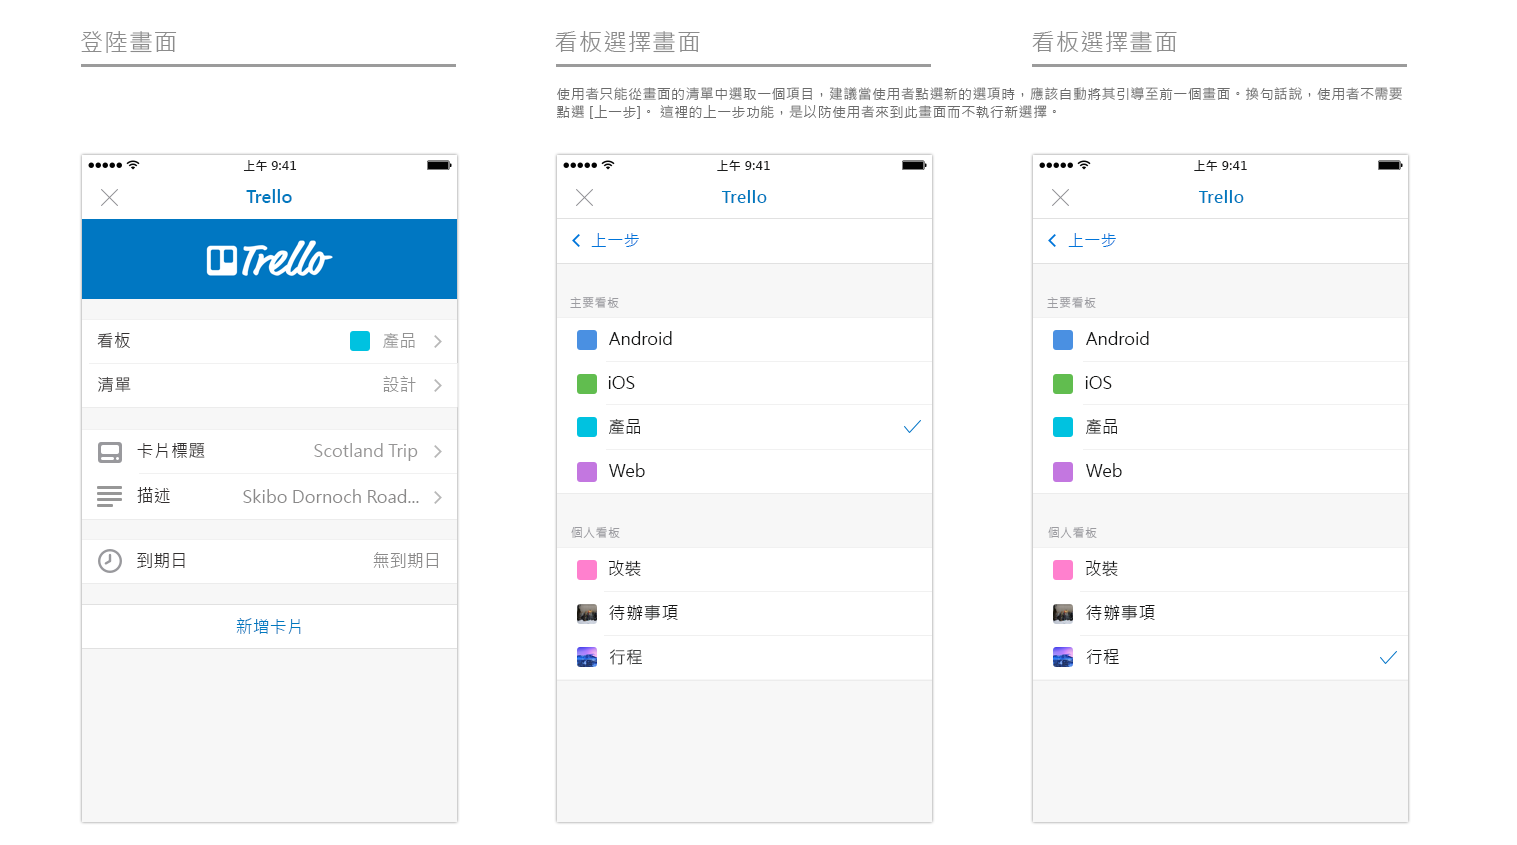 登陸畫面
看板選擇畫面
看板選擇畫面
使用者只能從畫面的清單中選取一個項目，建議當使用者點選新的選項時，應該自動將其引導至前一個畫面。換句話說，使用者不需要
點選 [上一步]。 這裡的上一步功能，是以防使用者來到此畫面而不執行新選擇。
上午 9:41
Trello
Trello
看板 產品
清單 設計
卡片標題 Scotland Trip
描述 Skibo Dornoch Road...
到期日 無到期日
新增卡片
上午 9:41
Trello
上一步
主要看板
Android
iOS
產品
Web
個人看板
改裝
待辦事項
行程
上午 9:41
Trello
上一步
主要看板
Android
iOS
產品
Web
個人看板
改裝
待辦事項
行程